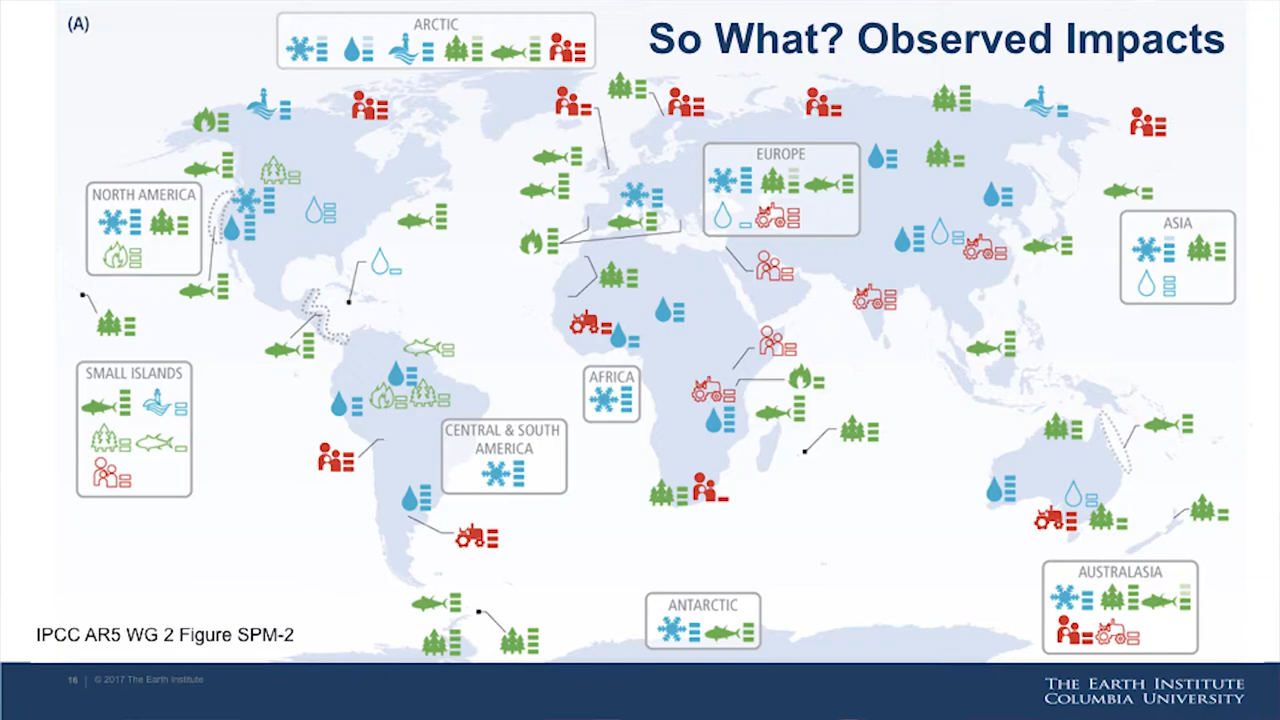 (A)
ARCTIC
So What? Observed Impacts
EUROPE
NORTH AMERICA
ASIA
SMALL ISLANDS
AFRICA
CENTRAL & SOUTH
AMERICA
AUSTRALASIA
ANTARCTIC
IPCC AR5 WG 2 Figure SPM-2
16 | © 2017 The Earth Institute
THE EARTH INSTITUTE
COLUMBIA UNIVERSITY